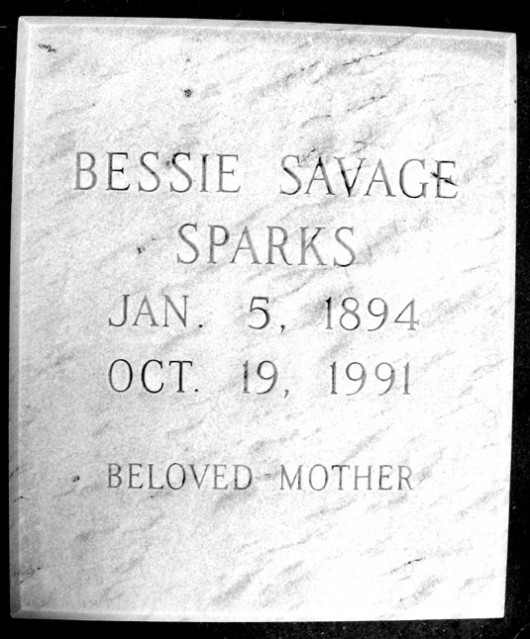 BESSIE SAVAGE
SPARKS
JAN. 5, 1894
OCT. 19, 1991
BELOVED MOTHER